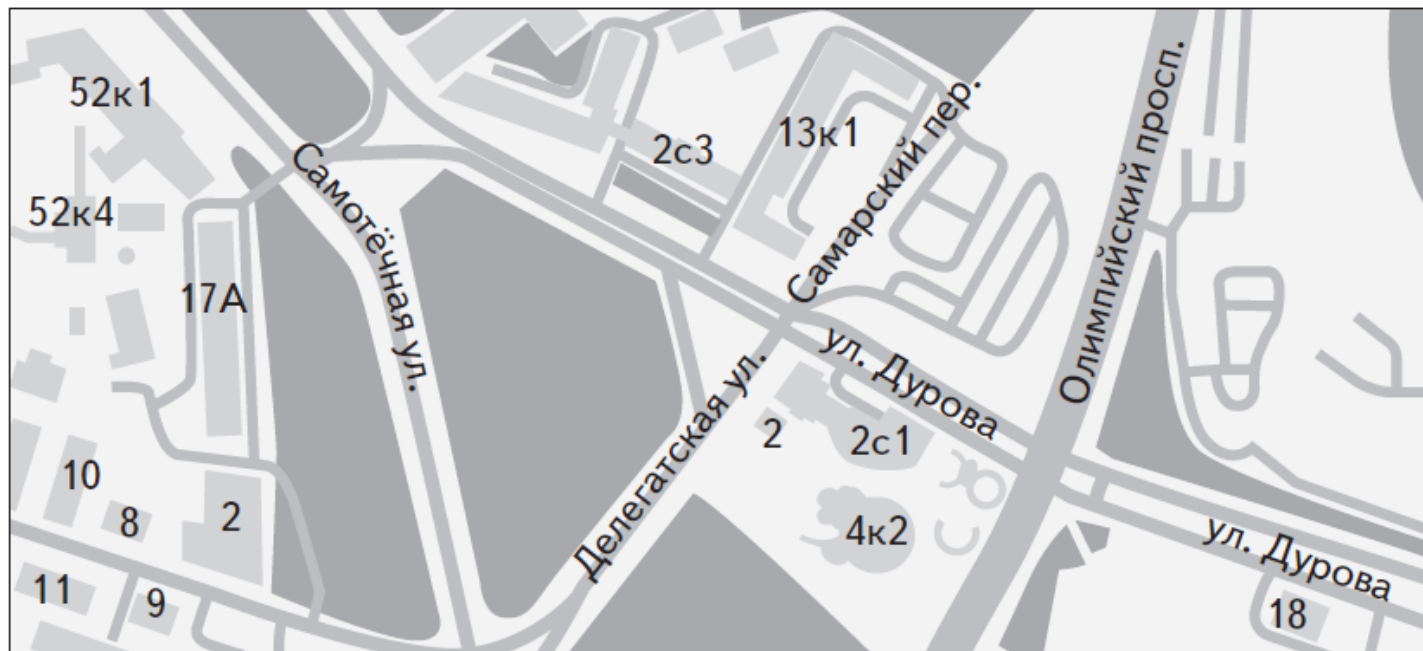 52к1
2с3
13к1
Самарский пер.
Олимпийский просп.
Самотёчная ул.
52к4
17А
ул. Дурова
Делегатская ул.
2
2с1
10
8
2
4к2
ул. Дурова
11
9
18